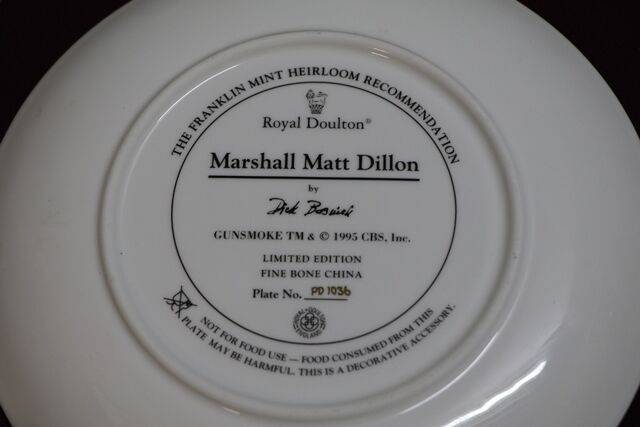 THE FRANKLIN MINT HEIRLOOM RECOMMENDATION
Royal Doulton®
Marshall Matt Dillon
by
GUNSMOKE TM & © 1995 CBS, Inc.
LIMITED EDITION
FINE BONE CHINA
Plate No. PD1036
NOT FOR FOOD USE — FOOD CONSUMED FROM THIS
PLATE MAY BE HARMFUL. THIS IS A DECORATIVE ACCESSORY.